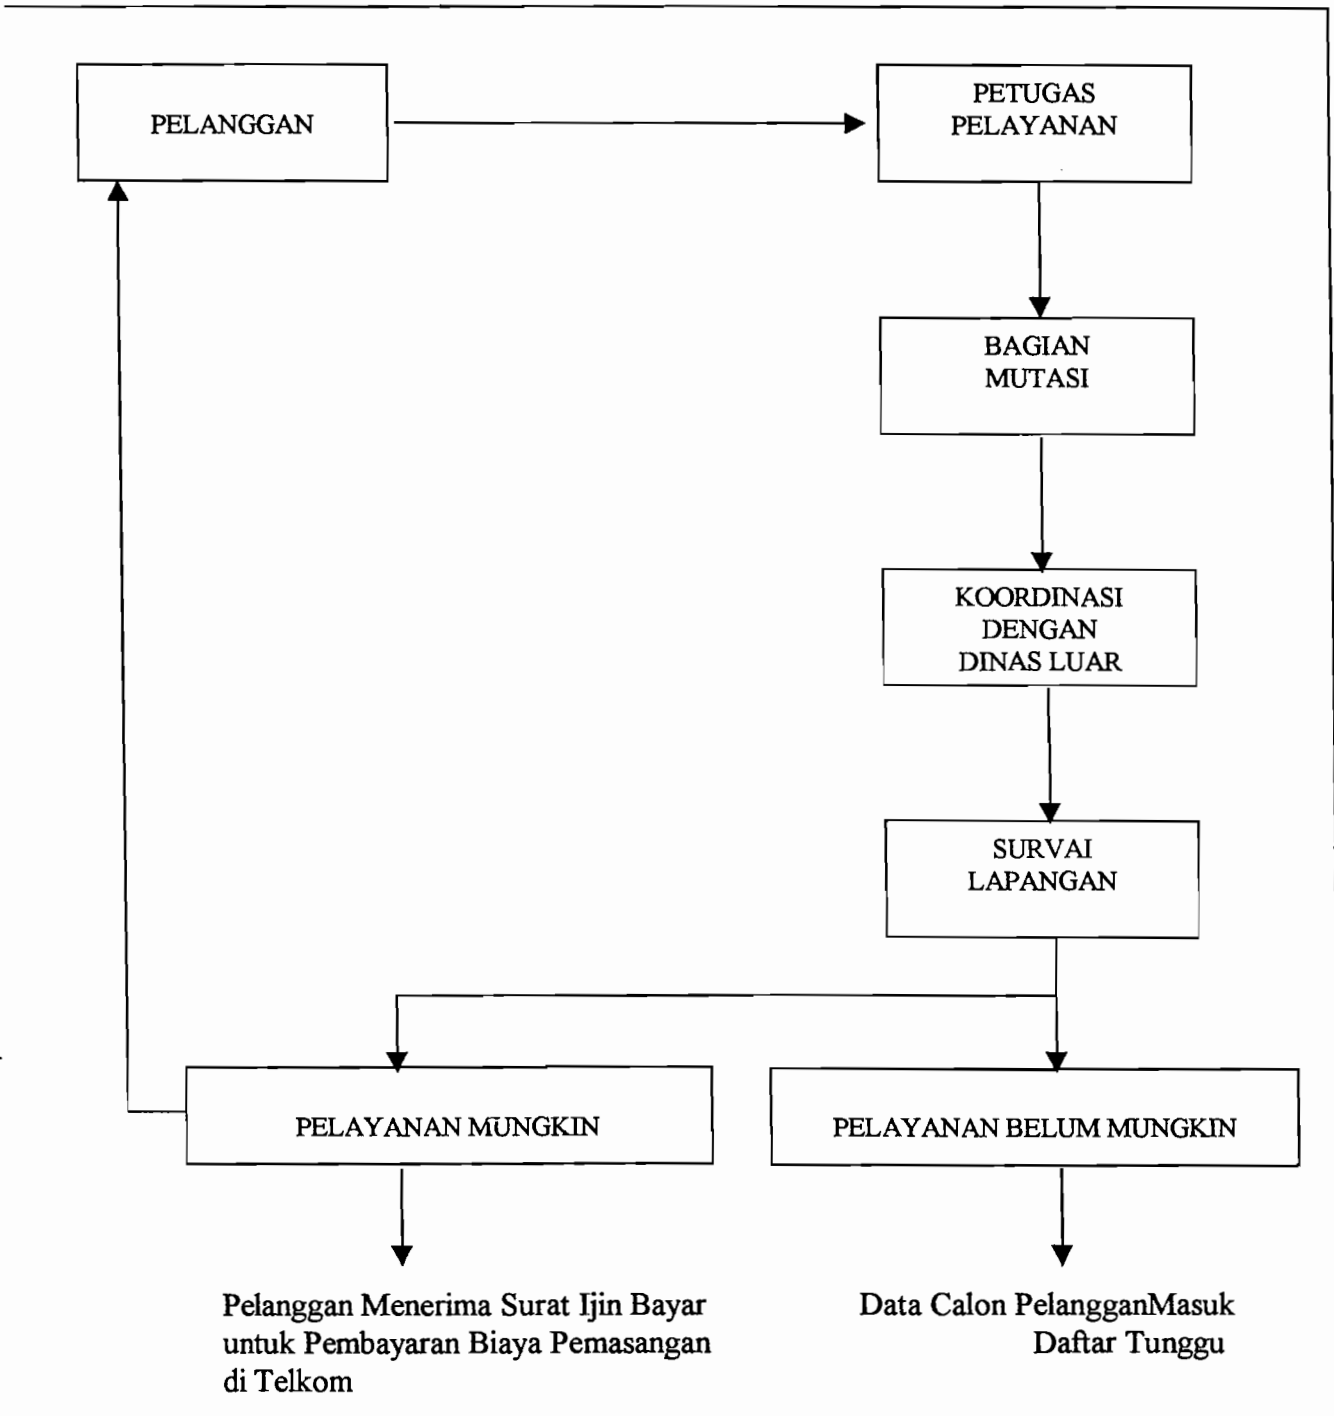 PELANGGAN
PETUGAS
PELAYANAN
BAGIAN
MUTASI
KOORDINASI
DENGAN
DINAS LUAR
SURVAI
LAPANGAN
PELAYANAN MUNGKIN
PELAYANAN BELUM MUNGKIN
Pelanggan Menerima Surat Ijin Bayar
untuk Pembayaran Biaya Pemasangan
di Telkom
Data Calon PelangganMasuk
Daftar Tunggu